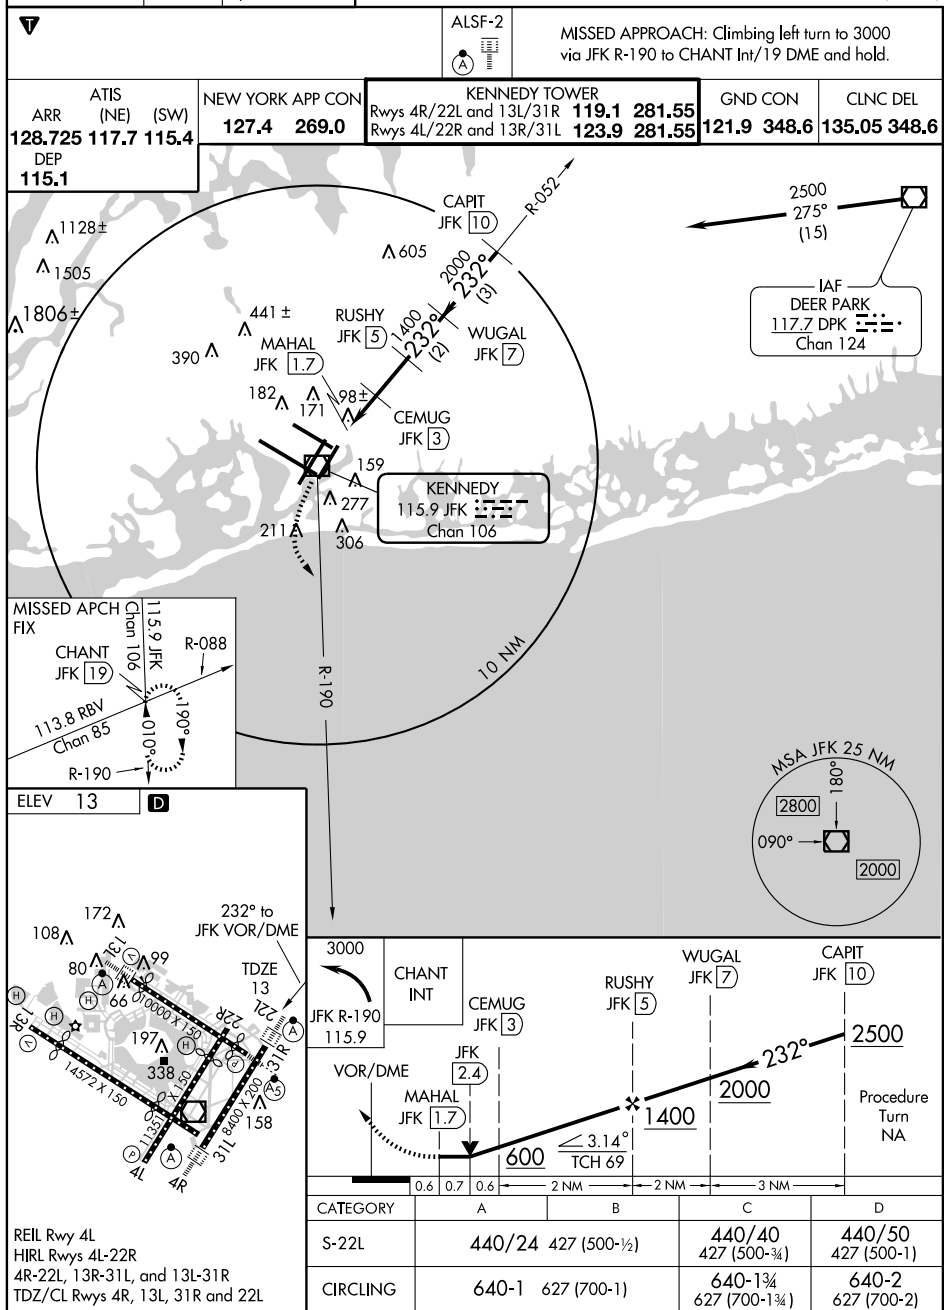 T
ALSF-2
A
MISSED APPROACH: Climbing left turn to 3000
via JFK R-190 to CHANT Int/19 DME and hold.
ATIS
ARR (NE) (SW)
128.725 117.7 115.4
DEP
115.1
NEW YORK APP CON
127.4 269.0
KENNEDY TOWER
Rwys 4R/22L and 13L/31R 119.1 281.55
Rwys 4L/22R and 13R/31L 123.9 281.55
GND CON
121.9 348.6
CLNC DEL
135.05 348.6
1128±
1505
1806±
605
441±
390
182
171
98±
159
277
306
211
CAPIT
JFK 10
R-052
2000
232°
(3)
RUSHY
JFK 5
1400
232°
(2)
WUGAL
JFK 7
MAHAL
JFK 1.7
CEMUG
JFK 3
2500
275°
(15)
IAF
DEER PARK
117.7 DPK
Chan 124
KENNEDY
115.9 JFK
Chan 106
R-190
10 NM
MISSED APCH
FIX
115.9 JFK
Chan 106
CHANT
JFK 19
R-088
113.8 RBV
Chan 85
190°
010°
R-190
MSA JFK 25 NM
180°
2800
090°
2000
ELEV 13
D
232° to
JFK VOR/DME
TDZE
13
172
108
80
99
66
197
338
158
13L
13R
22R
22L
31R
31L
4L
4R
10000 X 150
14572 X 150
11351 X 150
8400 X 200
H
H
H
V
V
A
A
A
A5
P
P
REIL Rwy 4L
HIRL Rwys 4L-22R
4R-22L, 13R-31L, and 13L-31R
TDZ/CL Rwys 4R, 13L, 31R and 22L
3000
JFK R-190
115.9
CHANT
INT
VOR/DME
MAHAL
JFK 1.7
JFK
2.4
CEMUG
JFK 3
RUSHY
JFK 5
WUGAL
JFK 7
CAPIT
JFK 10
232°
2500
2000
1400
600
3.14°
TCH 69
Procedure
Turn
NA
0.6 0.7 0.6 2 NM 2 NM 3 NM
CATEGORY A B C D
S-22L 440/24 427 (500-½) 440/40 427 (500-¾) 440/50 427 (500-1)
CIRCLING 640-1 627 (700-1) 640-1¾ 627 (700-1¾) 640-2 627 (700-2)